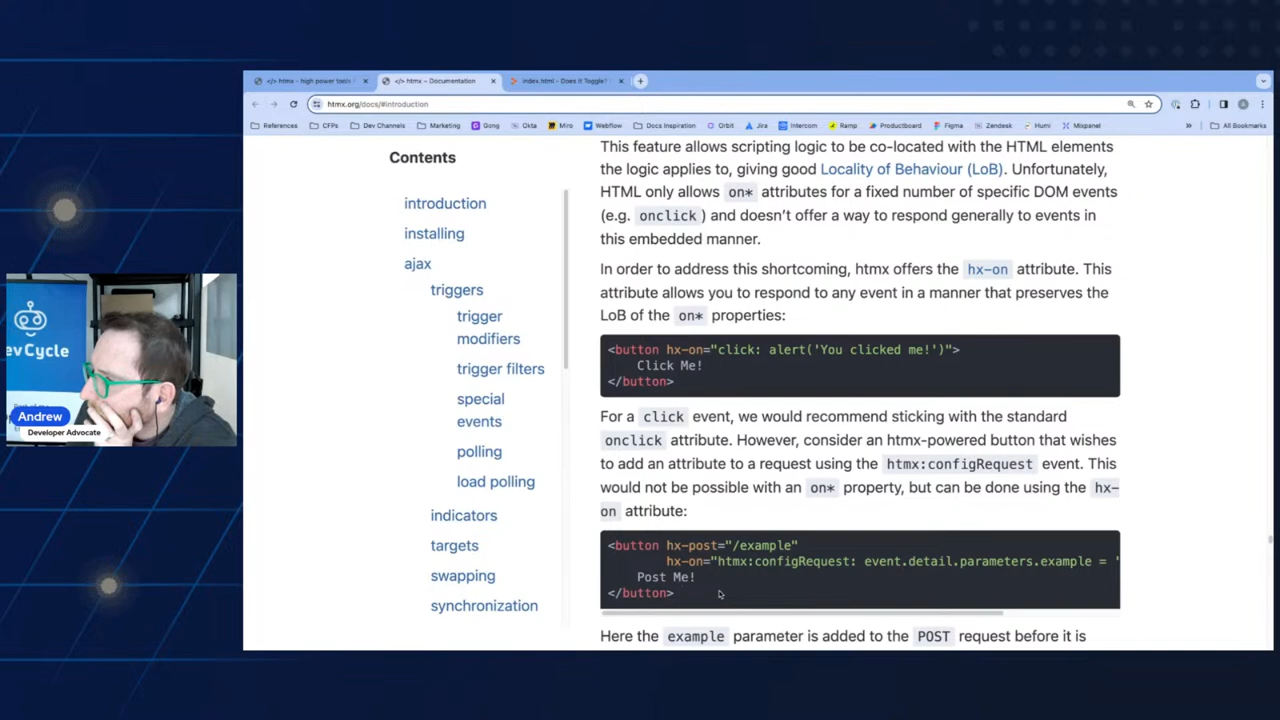 </> htmx - high power tools f
</> htmx ~ Documentation
index.html - Does It Toggle?
htmx.org/docs/#introduction
References
CFPs
Dev Channels
Marketing
Gong
Okta
Miro
Webflow
Docs Inspiration
Orbit
Jira
Intercom
Ramp
Productboard
Figma
Zendesk
Humi
Mixpanel
»
All Bookmarks
Contents
introduction
installing
ajax
triggers
trigger
modifiers
trigger filters
special
events
polling
load polling
indicators
targets
swapping
synchronization
This feature allows scripting logic to be co-located with the HTML elements
the logic applies to, giving good Locality of Behaviour (LoB). Unfortunately,
HTML only allows on* attributes for a fixed number of specific DOM events
(e.g. onclick ) and doesn't offer a way to respond generally to events in
this embedded manner.
In order to address this shortcoming, htmx offers the hx-on attribute. This
attribute allows you to respond to any event in a manner that preserves the
LoB of the on* properties:
<button hx-on="click: alert('You clicked me!')">
Click Me!
</button>
For a click event, we would recommend sticking with the standard
onclick attribute. However, consider an htmx-powered button that wishes
to add an attribute to a request using the htmx:configRequest event. This
would not be possible with an on* property, but can be done using the hx-
on attribute:
<button hx-post="/example"
hx-on="htmx:configRequest: event.detail.parameters.example = '
Post Me!
</button>
Here the example parameter is added to the POST request before it is
evCycle
Andrew
Developer Advocate